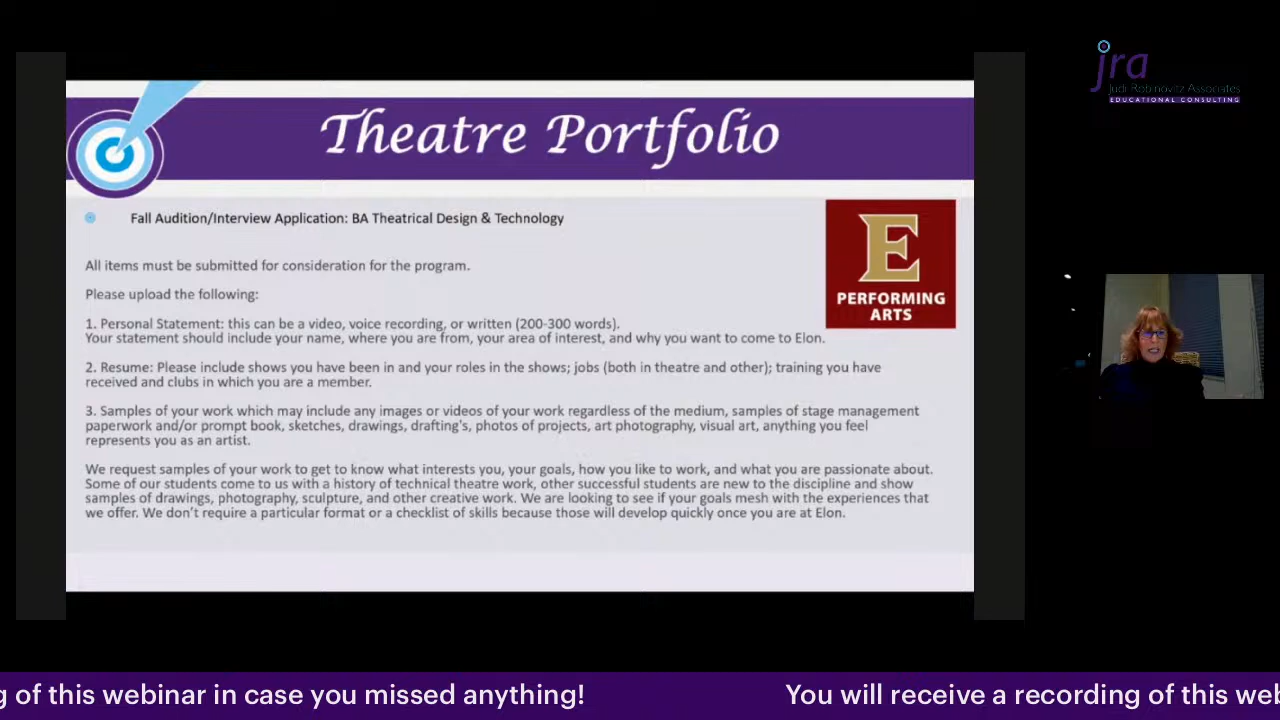 jra
Judi Robinovitz Associates
EDUCATIONAL CONSULTING
Theatre Portfolio
Fall Audition/Interview Application: BA Theatrical Design & Technology
E
PERFORMING
ARTS
All items must be submitted for consideration for the program.
Please upload the following:
1. Personal Statement: this can be a video, voice recording, or written (200-300 words).
Your statement should include your name, where you are from, your area of interest, and why you want to come to Elon.
2. Resume: Please include shows you have been in and your roles in the shows; jobs (both in theatre and other); training you have
received and clubs in which you are a member.
3. Samples of your work which may include any images or videos of your work regardless of the medium, samples of stage management
paperwork and/or prompt book, sketches, drawings, drafting's, photos of projects, art photography, visual art, anything you feel
represents you as an artist.
We request samples of your work to get to know what interests you, your goals, how you like to work, and what you are passionate about.
Some of our students come to us with a history of technical theatre work, other successful students are new to the discipline and show
samples of drawings, photography, sculpture, and other creative work. We are looking to see if your goals mesh with the experiences that
we offer. We don't require a particular format or a checklist of skills because those will develop quickly once you are at Elon.
g of this webinar in case you missed anything! You will receive a recording of this web